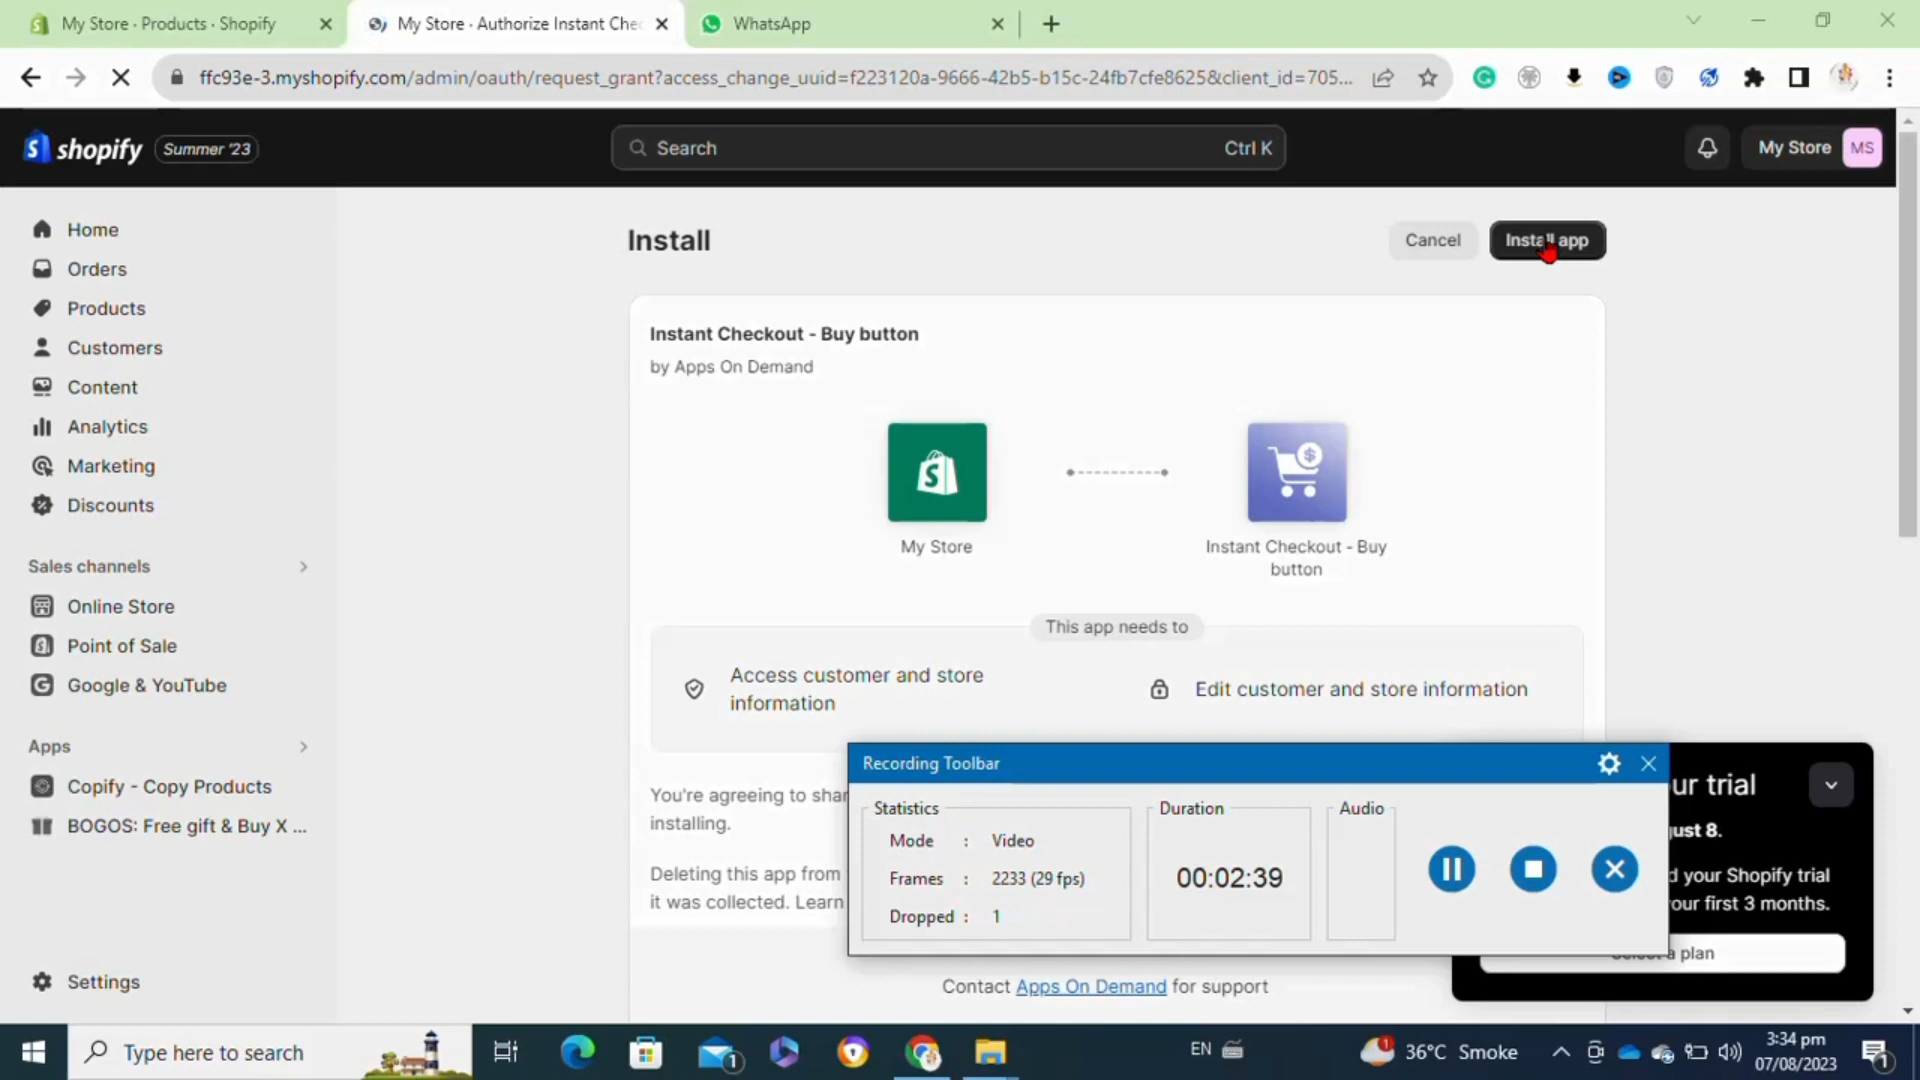 My Store · Products · Shopify
My Store · Authorize Instant Chec
WhatsApp
ffc93e-3.myshopify.com/admin/oauth/request_grant?access_change_uuid=f223120a-9666-42b5-b15c-24fb7cfe8625&client_id=705...
shopify
Summer '23
Search
Ctrl K
My Store
MS
Home
Orders
Products
Customers
Content
Analytics
Marketing
Discounts
Sales channels
Online Store
Point of Sale
Google & YouTube
Apps
Copify - Copy Products
BOGOS: Free gift & Buy X ...
Settings
Install
Cancel
Install app
Instant Checkout - Buy button
by Apps On Demand
My Store
Instant Checkout - Buy
button
This app needs to
Access customer and store
information
Edit customer and store information
You're agreeing to shar
installing.
Deleting this app from
it was collected. Learn
Contact Apps On Demand for support
Recording Toolbar
Statistics
Mode : Video
Frames : 2233 (29 fps)
Dropped : 1
Duration
00:02:39
Audio
ur trial
ust 8.
d your Shopify trial
our first 3 months.
a plan
Type here to search
1
EN
1
36°C Smoke
3:34 pm
07/08/2023
1